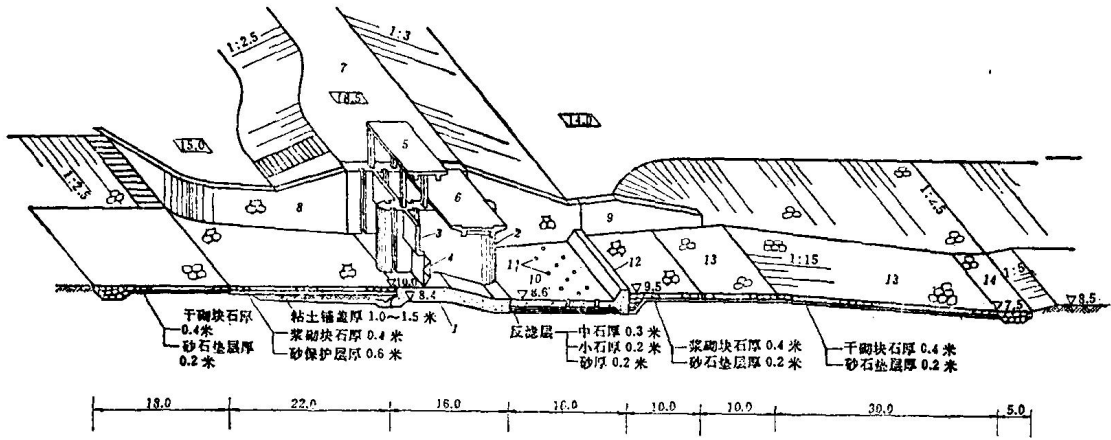 1:2.5
1:3
7
18.5
14.0
15.0
5
1:2.5
8
6
9
1:2.5
3
2
4
11
10
12
13
1:15
13
14
10.0
8.4
8.6
9.5
7.5
8.5
1
干砌块石厚
0.4米
砂石垫层厚
0.2米
粘土铺盖厚 1.0~1.5 米
浆砌块石厚 0.4 米
砂保护层厚 0.6 米
反滤层
中石厚 0.3 米
小石厚 0.2 米
砂厚 0.2 米
浆砌块石厚 0.4 米
砂石垫层厚 0.2 米
干砌块石厚 0.4 米
砂石垫层厚 0.2 米
18.0
22.0
16.0
16.0
10.0
10.0
30.0
5.0